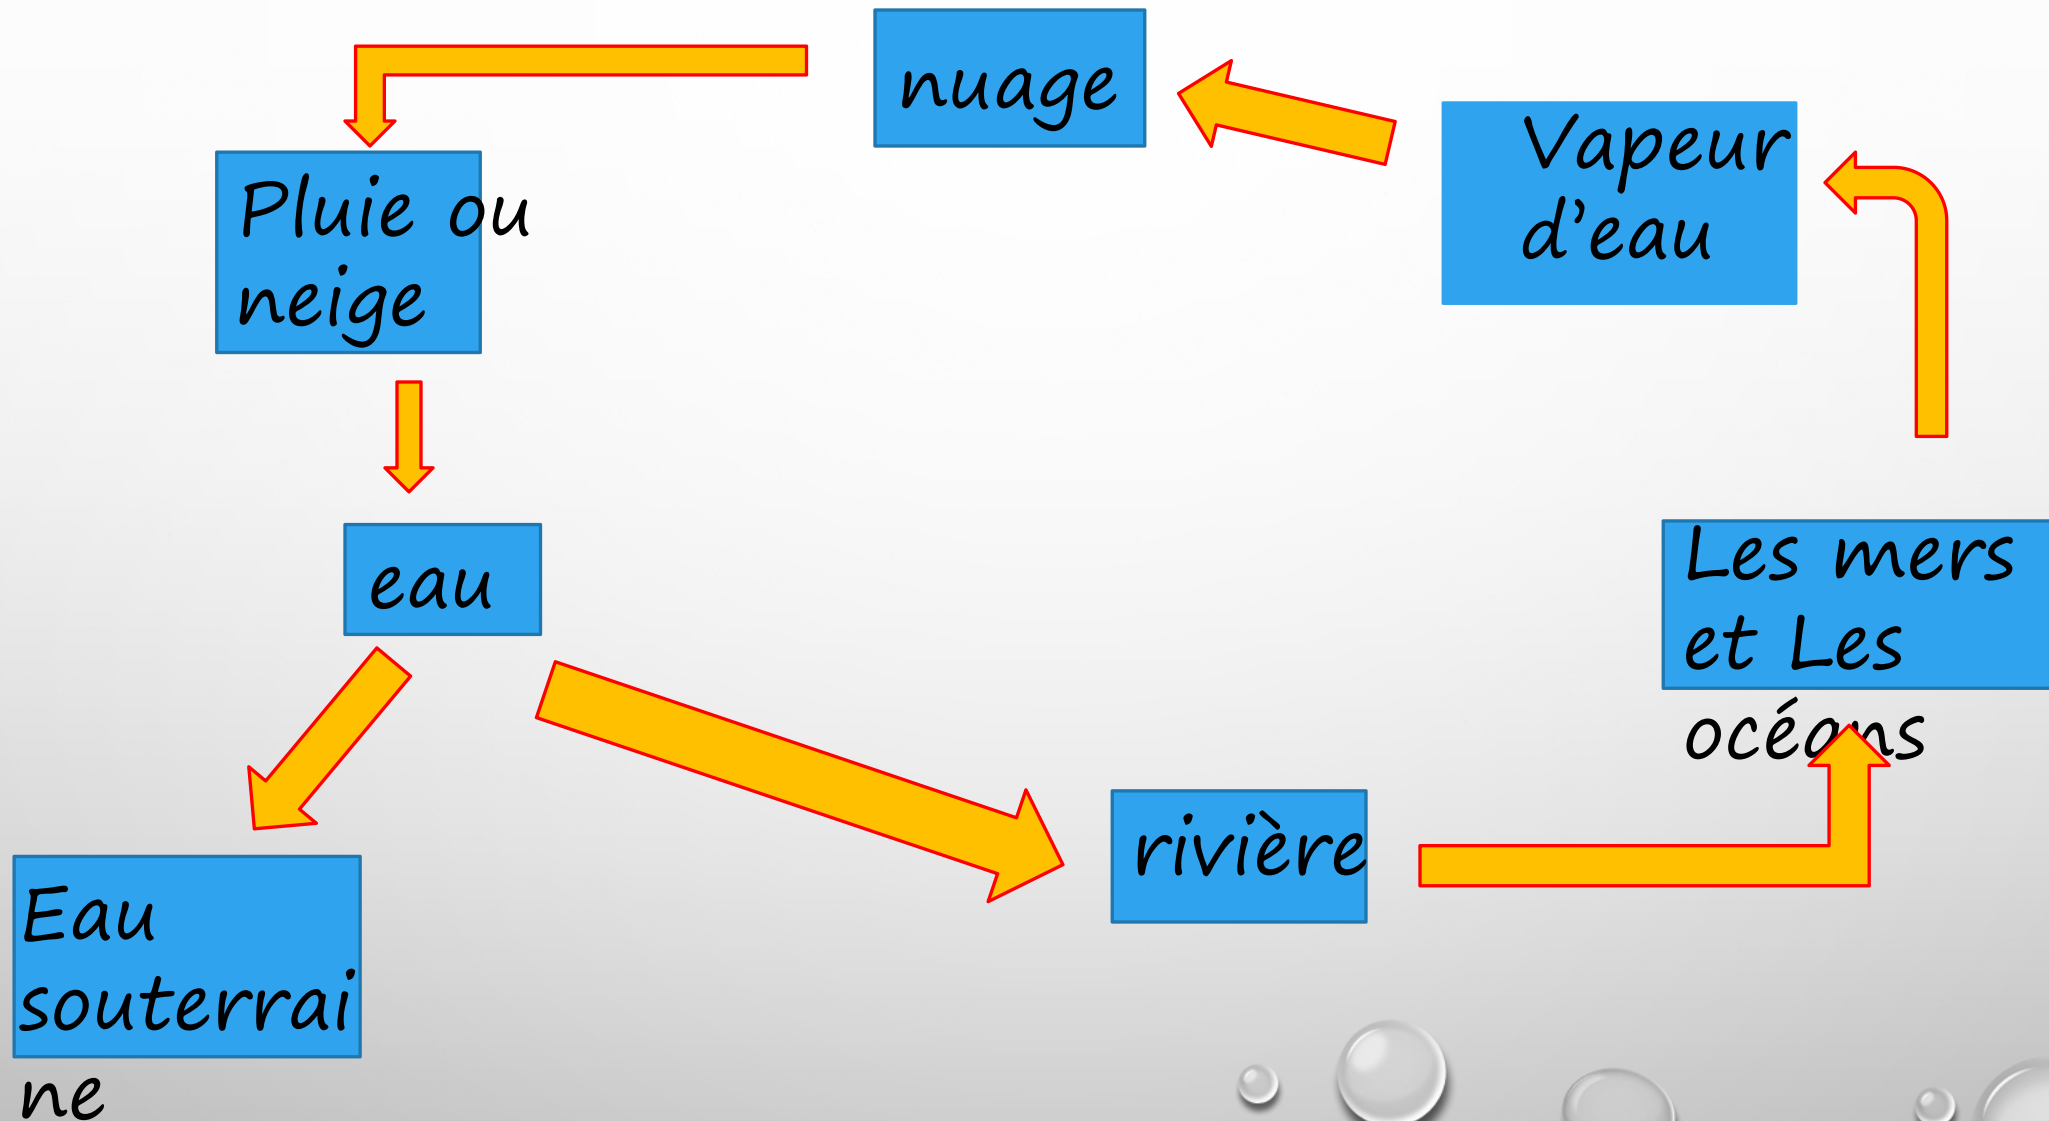 nuage
Vapeur
d'eau
Pluie ou
neige
eau
Les mers
et Les
océans
rivière
Eau
souterrai
ne